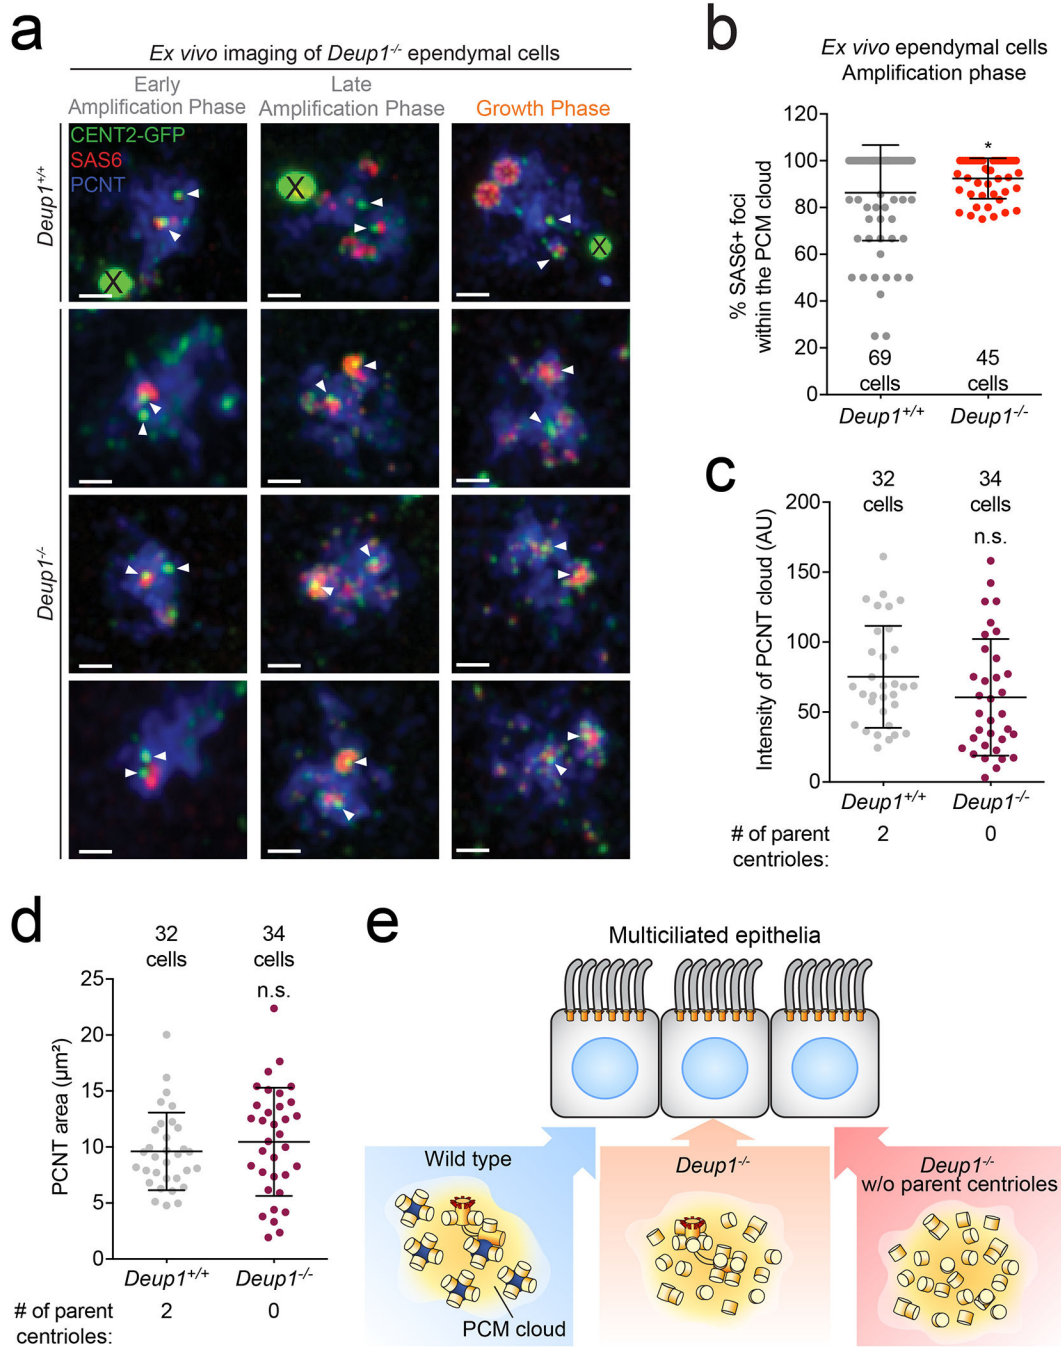 a
Ex vivo imaging of Deup1-/- ependymal cells
Early
Amplification Phase
Late
Amplification Phase
Growth Phase
CENT2-GFP
SAS6
PCNT
Deup1+/+
Deup1-/-
X
X
X
b
Ex vivo ependymal cells
Amplification phase
% SAS6+ foci
within the PCM cloud
120
100
80
60
40
20
0
*
69
cells
45
cells
Deup1+/+
Deup1-/-
c
32
cells
34
cells
n.s.
Intensity of PCNT cloud (AU)
200
150
100
50
0
Deup1+/+
Deup1-/-
# of parent
centrioles:
2
0
d
32
cells
34
cells
n.s.
PCNT area (µm²)
25
20
15
10
5
0
Deup1+/+
Deup1-/-
# of parent
centrioles:
2
0
e
Multiciliated epithelia
Wild type
PCM cloud
Deup1-/-
Deup1-/-
w/o parent centrioles